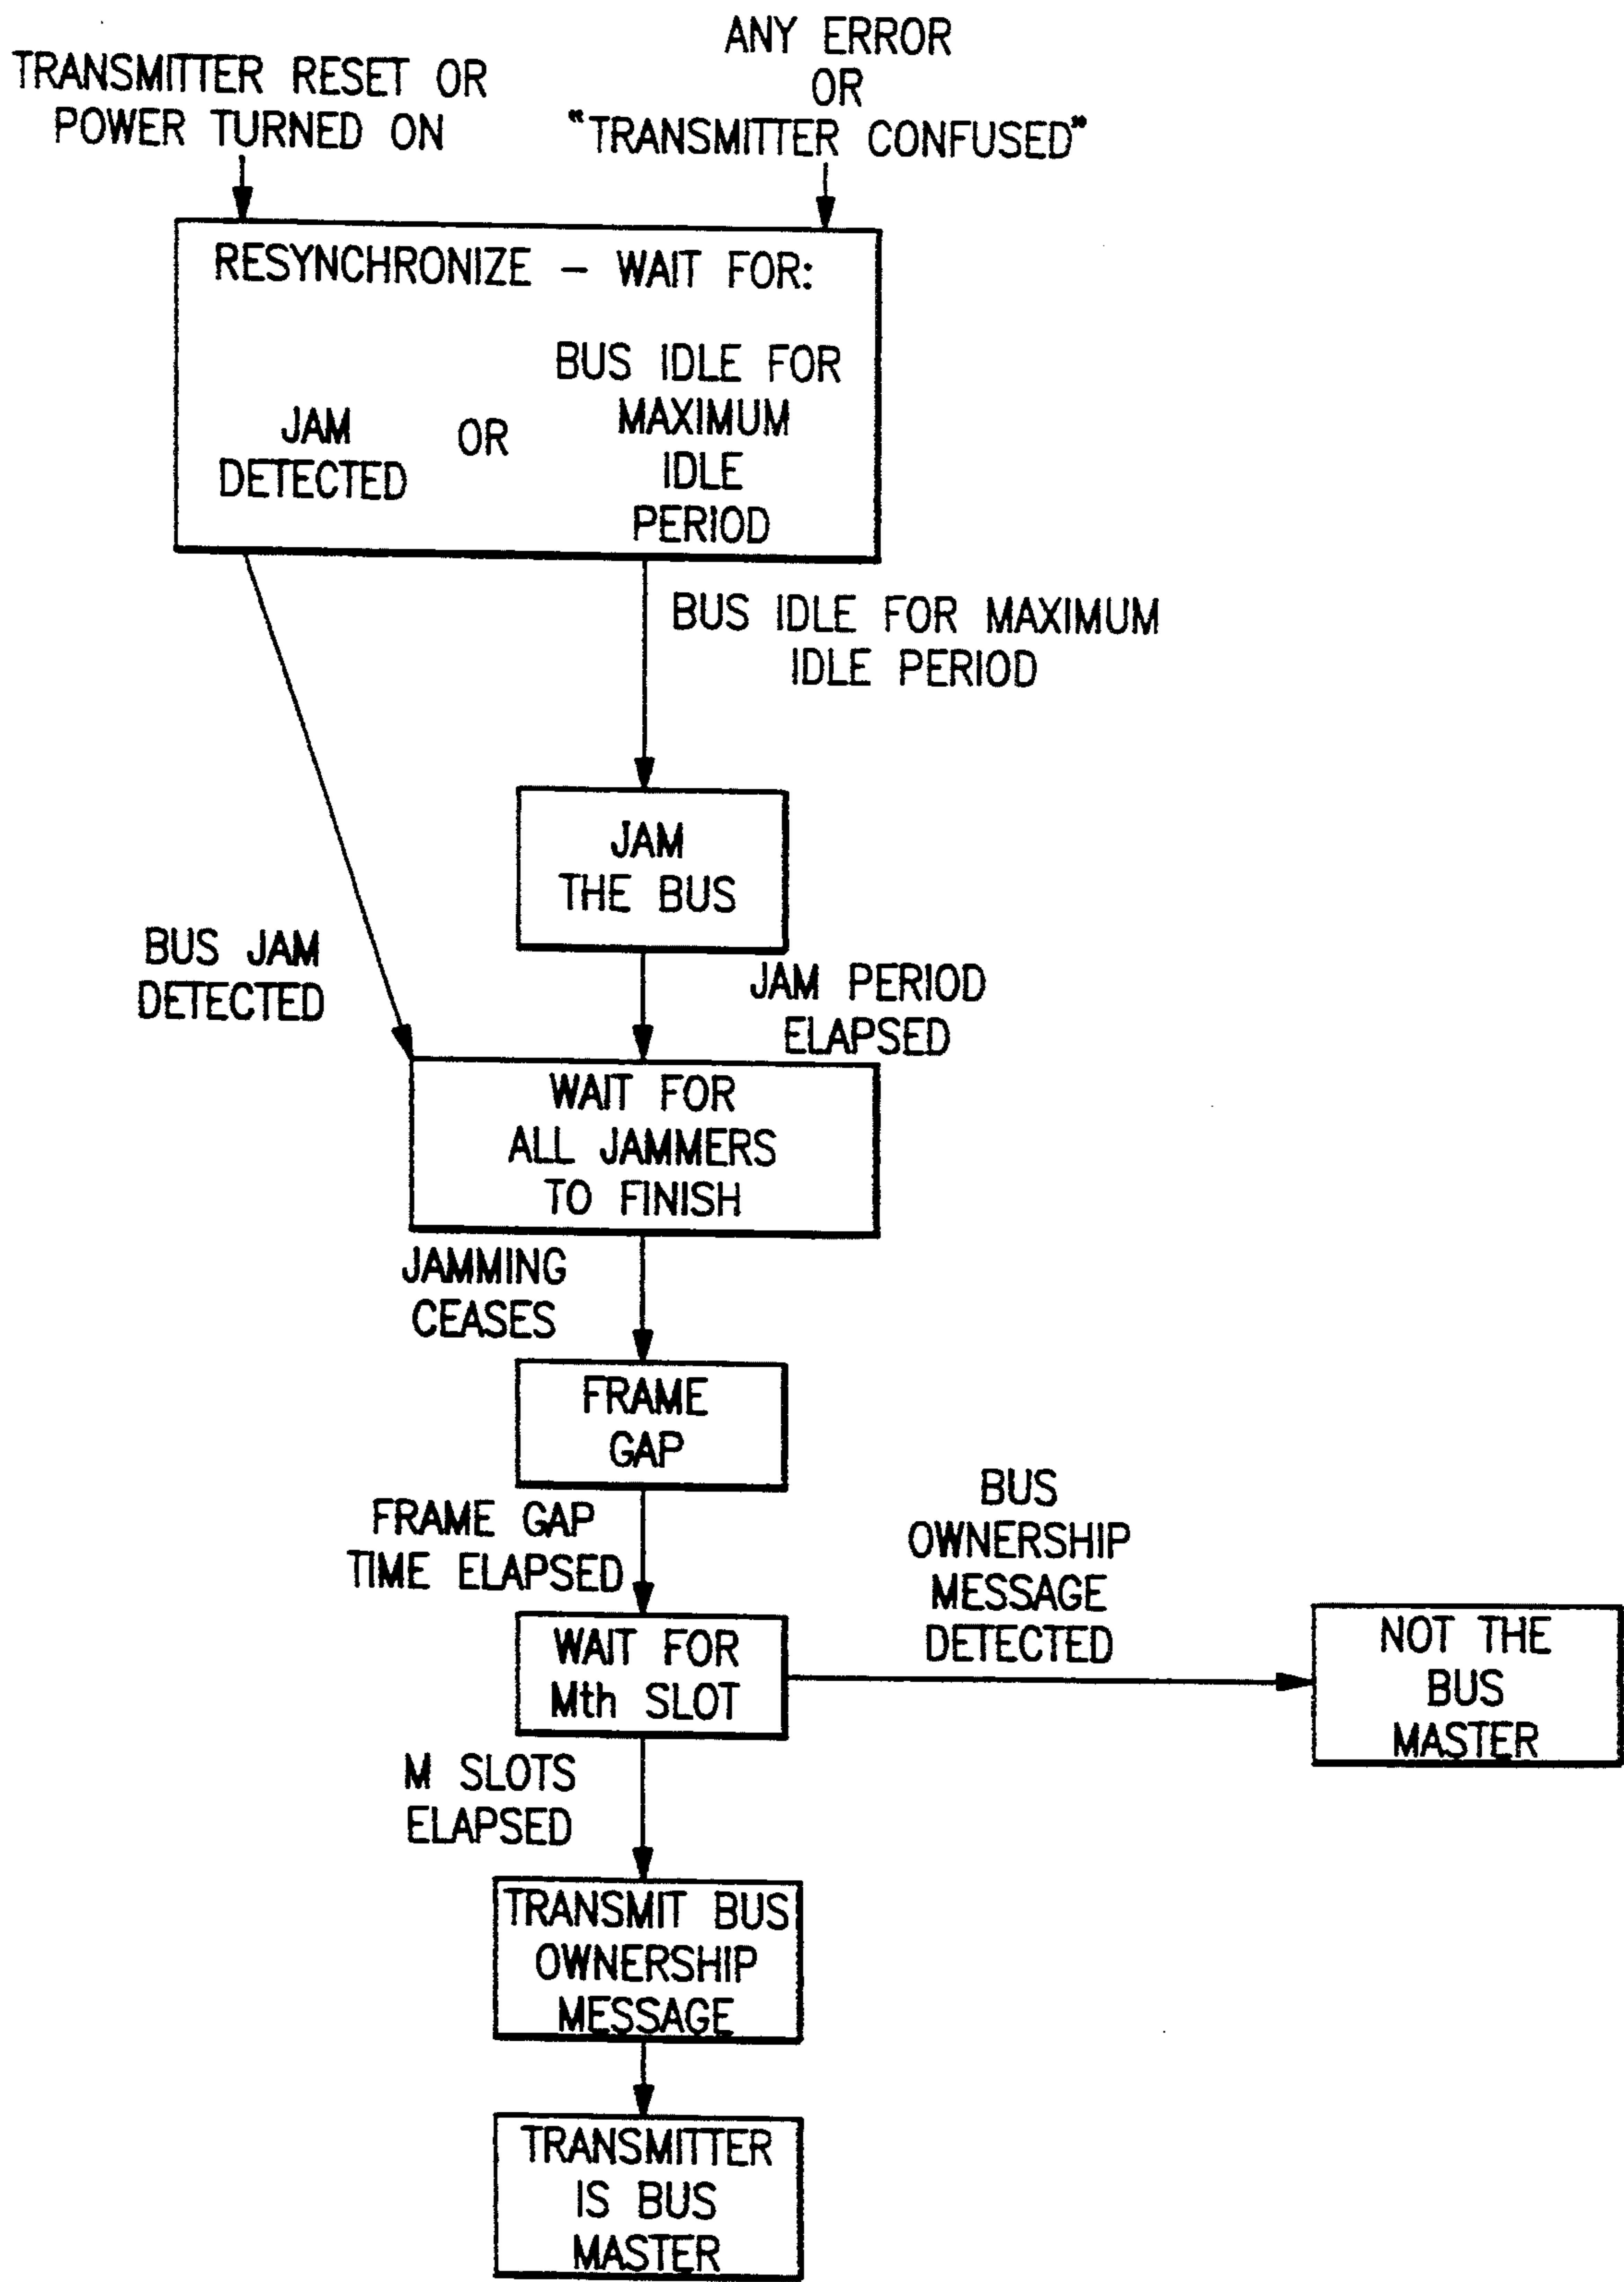 TRANSMITTER RESET OR
POWER TURNED ON
ANY ERROR
OR
"TRANSMITTER CONFUSED"
RESYNCHRONIZE - WAIT FOR:
JAM
DETECTED
OR
BUS IDLE FOR
MAXIMUM
IDLE
PERIOD
BUS IDLE FOR MAXIMUM
IDLE PERIOD
JAM
THE BUS
BUS JAM
DETECTED
JAM PERIOD
ELAPSED
WAIT FOR
ALL JAMMERS
TO FINISH
JAMMING
CEASES
FRAME
GAP
FRAME GAP
TIME ELAPSED
BUS
OWNERSHIP
MESSAGE
DETECTED
WAIT FOR
Mth SLOT
NOT THE
BUS
MASTER
M SLOTS
ELAPSED
TRANSMIT BUS
OWNERSHIP
MESSAGE
TRANSMITTER
IS BUS
MASTER